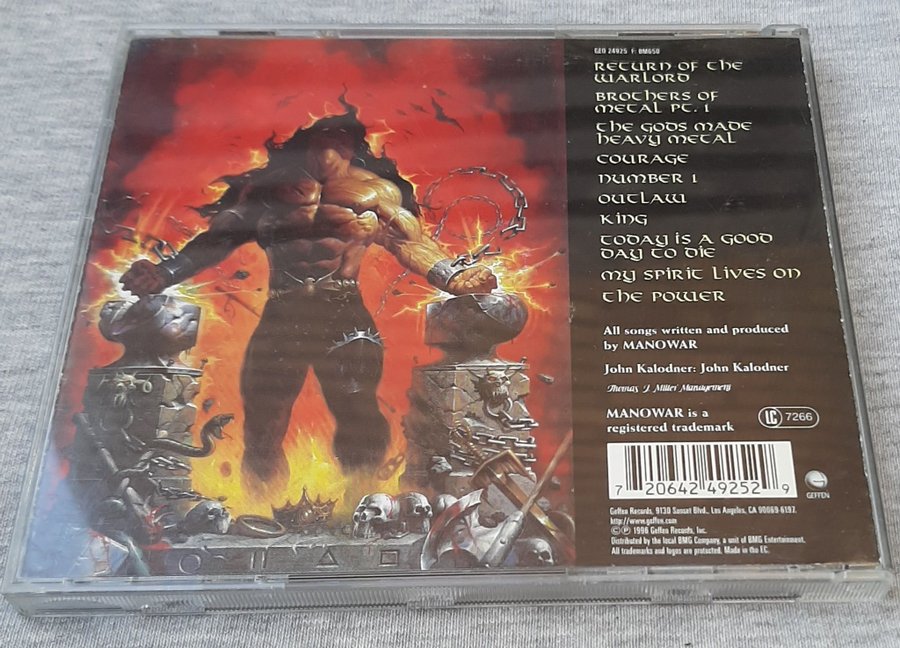 GED 24925 F: BM650
RETURN OF THE
WARLORD
BROTHERS OF
METAL PT. 1
THE GODS MADE
HEAVY METAL
COURAGE
NUMBER 1
OUTLAW
KING
TODAY IS A GOOD
DAY TO DIE
MY SPIRIT LIVES ON
THE POWER
All songs written and produced
by MANOWAR
John Kalodner: John Kalodner
Thomas J. Miller Management
MANOWAR is a
registered trademark
LC 7266
7 20642 49252 9
GEFFEN
Geffen Records, 9130 Sunset Blvd., Los Angeles, CA 90069-6197.
http://www.geffen.com
©℗ 1996 Geffen Records, Inc.
Distributed by the local BMG Company, a unit of BMG Entertainment.
All trademarks and logos are protected. Made in the EC.